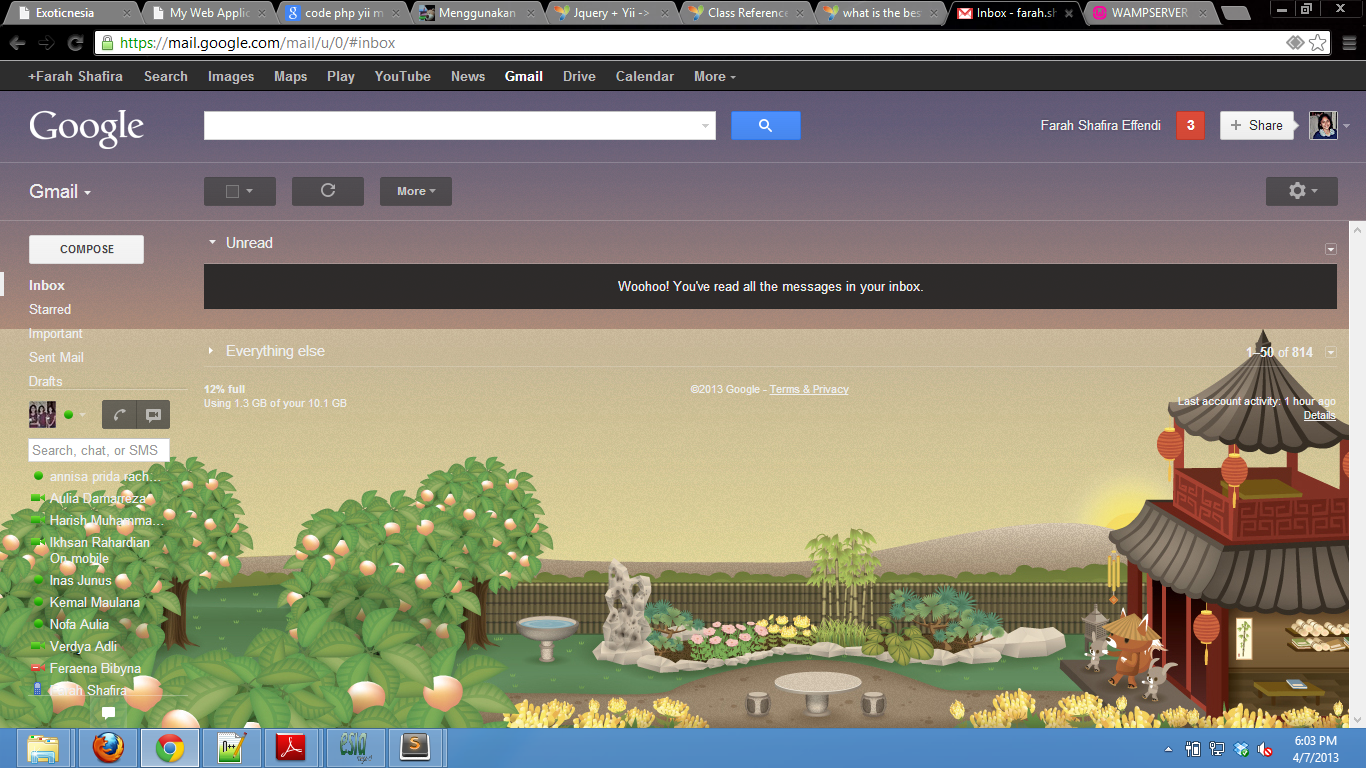 Exoticnesia
My Web Applic
code php yii m
Menggunakan
Jquery + Yii ->
Class Reference
what is the bes
Inbox - farah.sh
WAMPSERVER
https://mail.google.com/mail/u/0/#inbox
+Farah Shafira Search Images Maps Play YouTube News Gmail Drive Calendar More
Google
Farah Shafira Effendi 3 + Share
Gmail
More
COMPOSE
Unread
Woohoo! You've read all the messages in your inbox.
Inbox
Starred
Important
Sent Mail
Drafts
Everything else
1–50 of 814
12% full
Using 1.3 GB of your 10.1 GB
©2013 Google - Terms & Privacy
Last account activity: 1 hour ago
Details
Search, chat, or SMS
annisa prida rach...
Aulia Damarreza
Harish Muhamma...
Ikhsan Rahardian
On mobile
Inas Junus
Kemal Maulana
Nofa Aulia
Verdya Adli
Feraena Bibyna
Farah Shafira
N++
esia
S
6:03 PM
4/7/2013